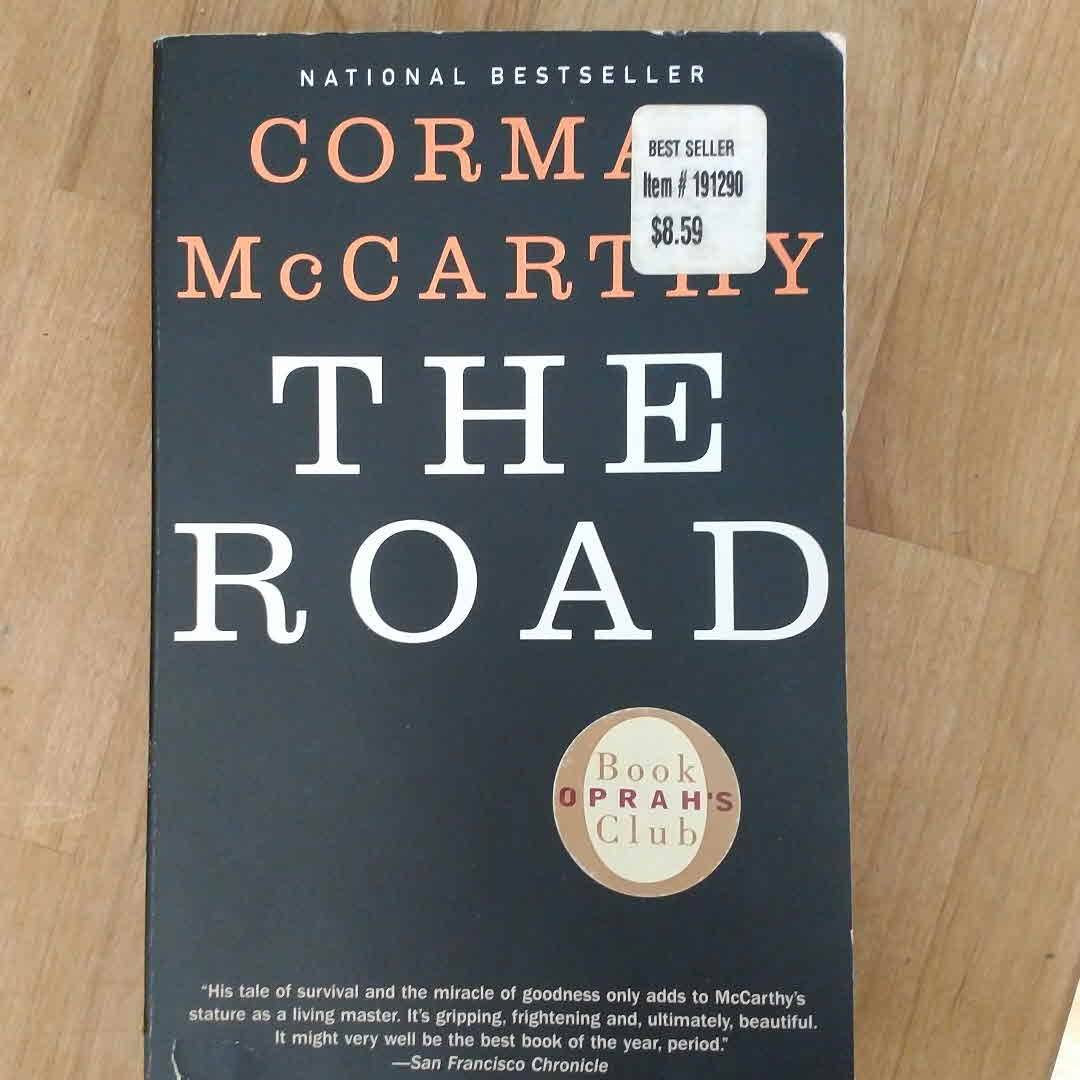 NATIONAL BESTSELLER
CORMA
McCARTHY
BEST SELLER
Item # 191290
$8.59
THE
ROAD
Book
OPRAH'S
Club
“His tale of survival and the miracle of goodness only adds to McCarthy's
stature as a living master. It's gripping, frightening and, ultimately, beautiful.
It might very well be the best book of the year, period.”
—San Francisco Chronicle